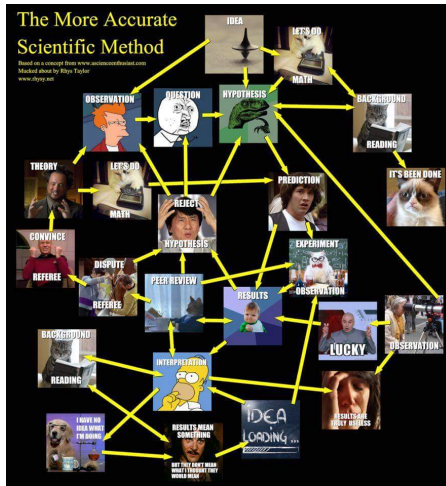 The More Accurate
Scientific Method
Based on a concept from www.ascienceenthusiast.com
Mucked about by Rhys Taylor
www.rhysy.net
IDEA
LET'S DO
MATH
OBSERVATION
QUESTION
HYPOTHESIS
BACKGROUND
READING
THEORY
LET'S DO
MATH
REJECT
HYPOTHESIS
PREDICTION
IT'S BEEN DONE
CONVINCE
REFEREE
DISPUTE
REFEREE
PEER REVIEW
RESULTS
EXPERIMENT
OBSERVATION
LUCKY
OBSERVATION
BACKGROUND
READING
INTERPRETATION
RESULTS ARE
TRULY USELESS
I HAVE NO
IDEA WHAT
I'M DOING
RESULTS MEAN
SOMETHING
BUT THEY DON'T MEAN
WHAT I THOUGHT THEY
WOULD MEAN
IDEA
LOADING...